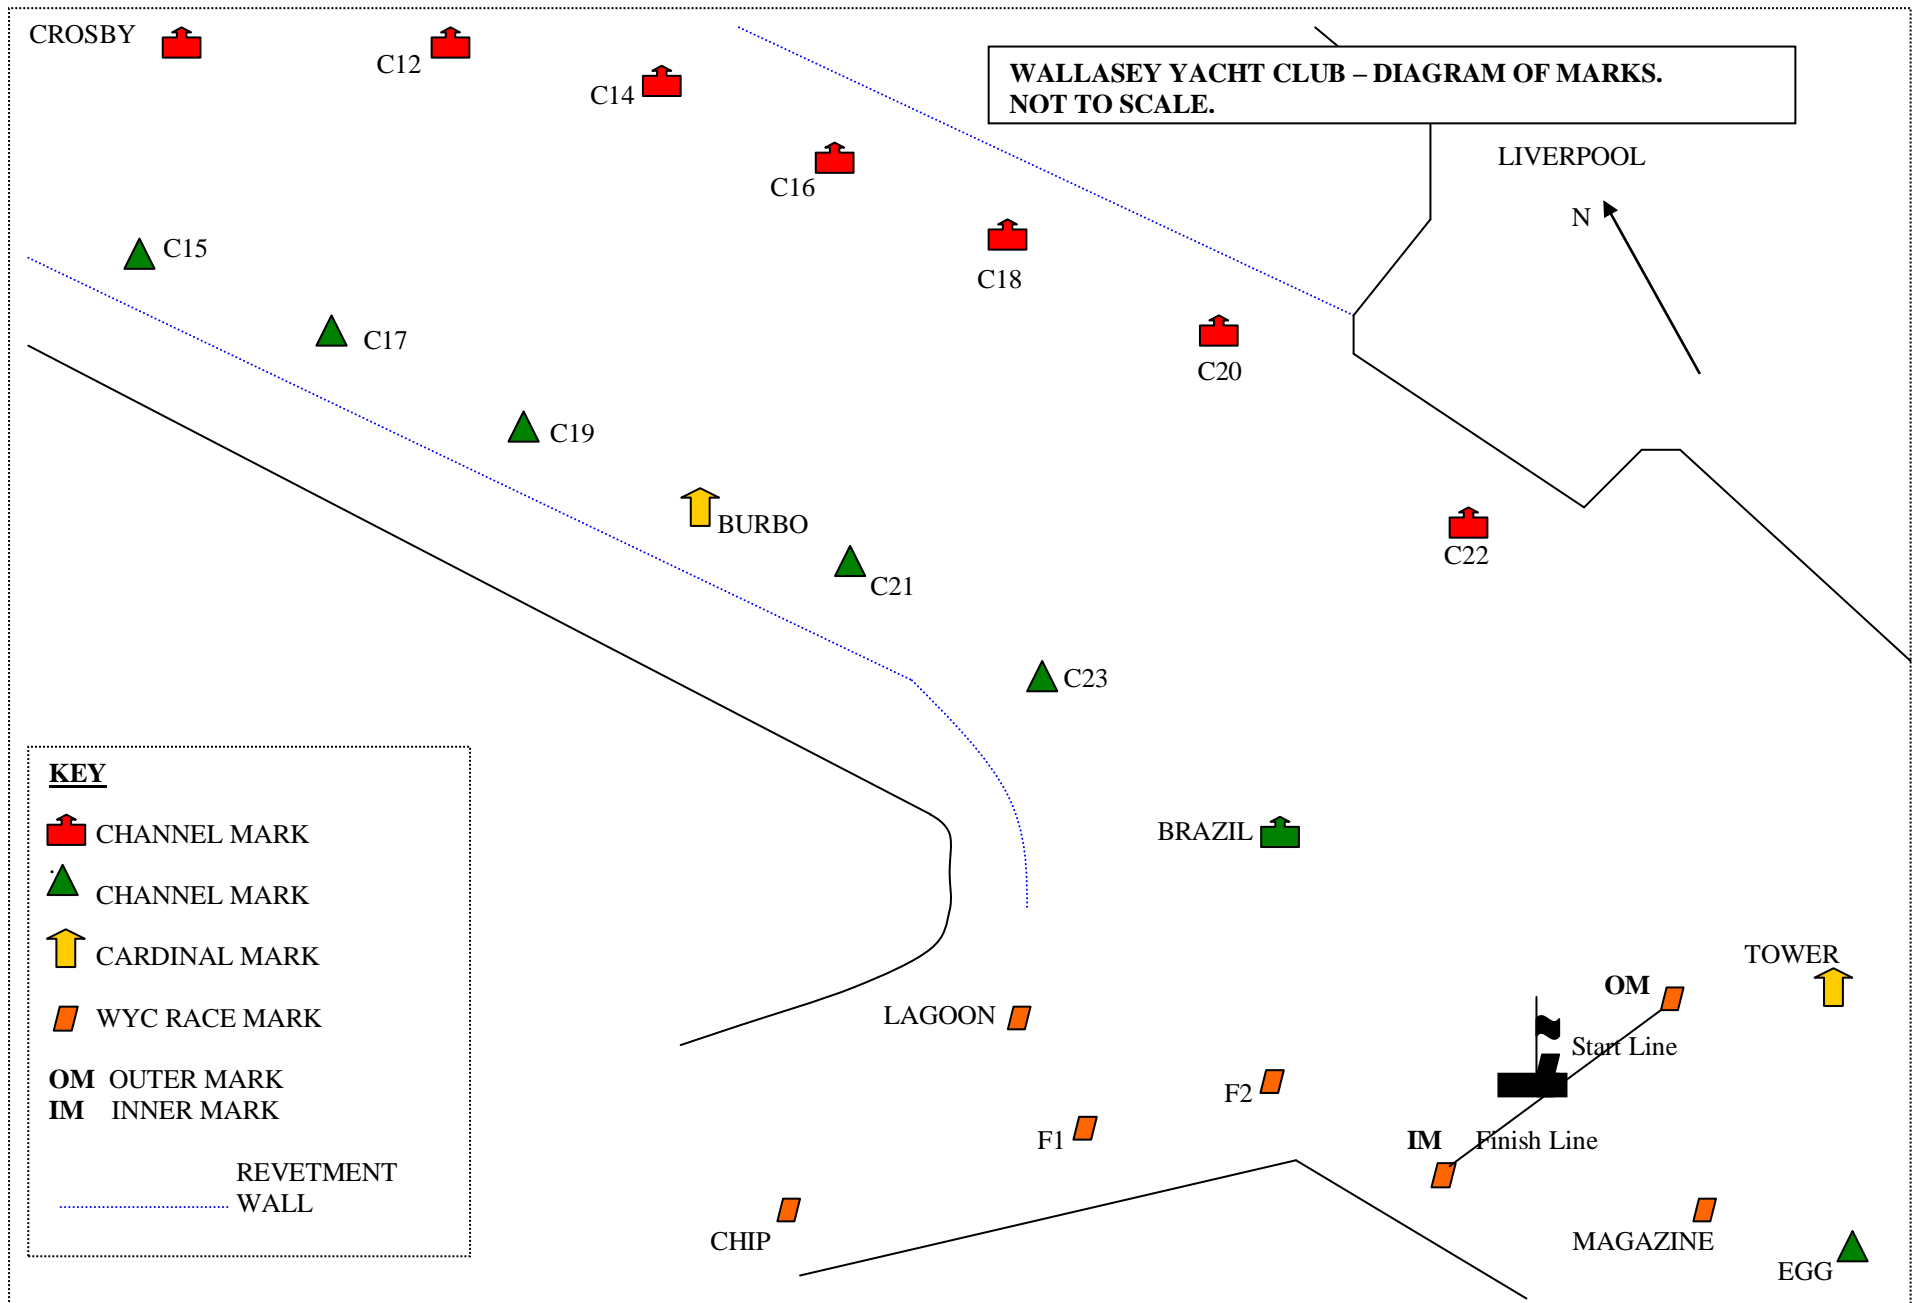 CROSBY
C12
C14
WALLASEY YACHT CLUB – DIAGRAM OF MARKS.
NOT TO SCALE.
LIVERPOOL
C16
N
C15
C18
C17
C20
C19
BURBO
C22
C21
C23
KEY
CHANNEL MARK
CHANNEL MARK
CARDINAL MARK
WYC RACE MARK
OM OUTER MARK
IM INNER MARK
REVETMENT
WALL
BRAZIL
TOWER
OM
LAGOON
Start Line
F2
F1
IM Finish Line
CHIP
MAGAZINE
EGG